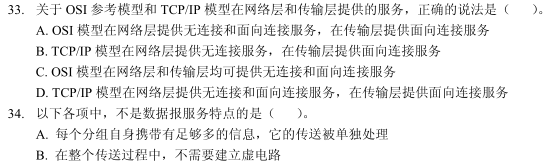 33. 关于 OSI 参考模型和 TCP/IP 模型在网络层和传输层提供的服务，正确的说法是（　　）。
A. OSI 模型在网络层提供无连接和面向连接服务，在传输层提供面向连接服务
B. TCP/IP 模型在网络层提供无连接服务，在传输层提供面向连接服务
C. OSI 模型在网络层和传输层均可提供无连接和面向连接服务
D. TCP/IP 模型在网络层提供无连接和面向连接服务，在传输层提供面向连接服务
34. 以下各项中，不是数据报服务特点的是（　　）。
A. 每个分组自身携带有足够多的信息，它的传送被单独处理
B. 在整个传送过程中，不需要建立虚电路